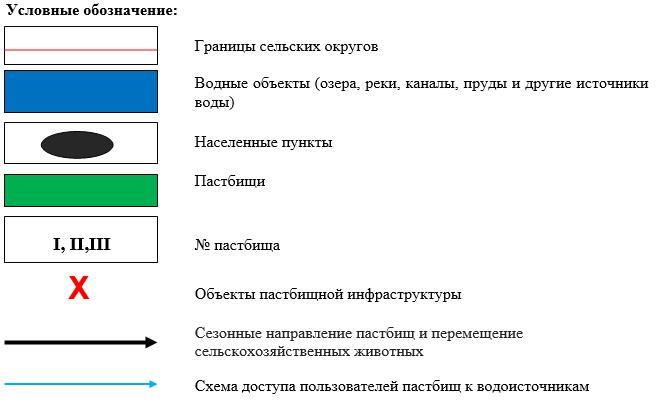 Условные обозначение:
Границы сельских округов
Водные объекты (озера, реки, каналы, пруды и другие источники
воды)
Населенные пункты
Пастбищи
I, II,III
№ пастбища
X
Объекты пастбищной инфраструктуры
Сезонные направление пастбищ и перемещение
сельскохозяйственных животных
Схема доступа пользователей пастбищ к водоисточникам